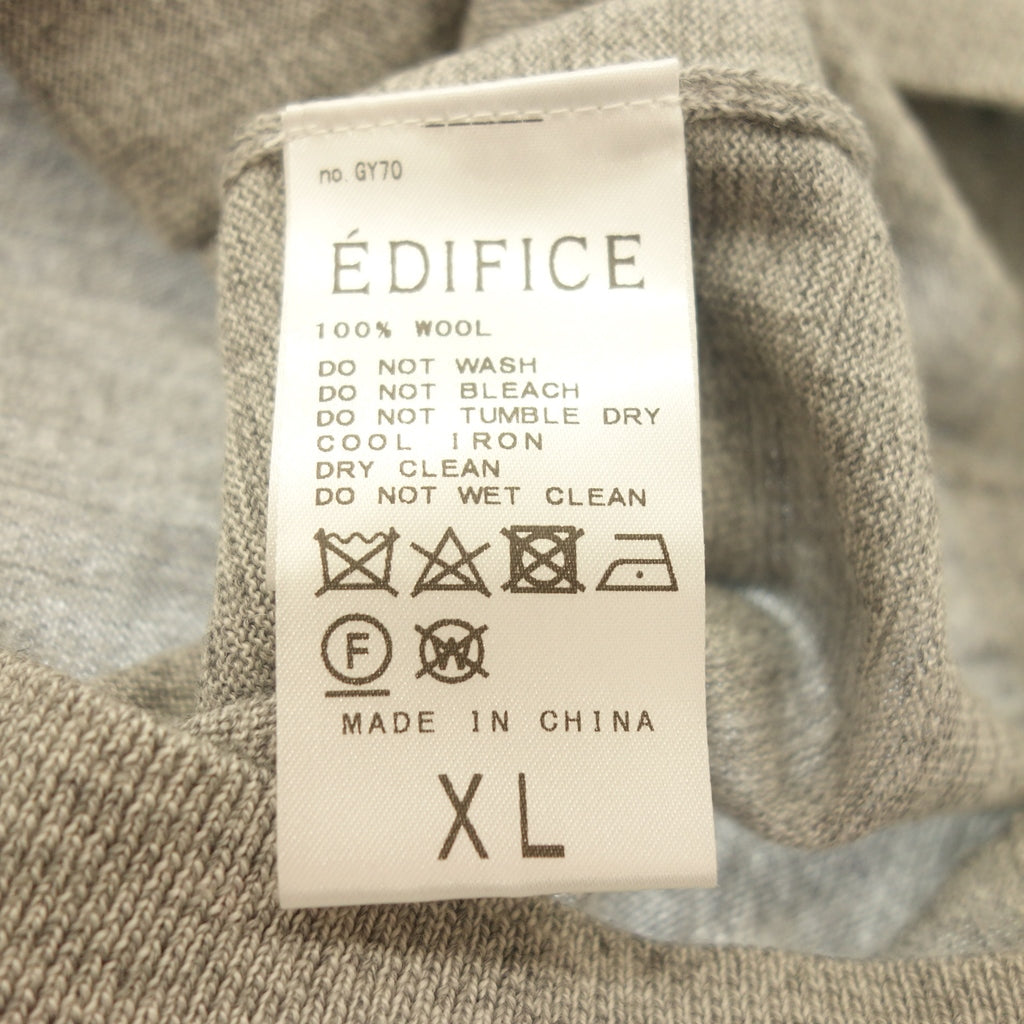 no. GY70
ÉDIFICE
100% WOOL
DO NOT WASH
DO NOT BLEACH
DO NOT TUMBLE DRY
COOL IRON
DRY CLEAN
DO NOT WET CLEAN
F W
MADE IN CHINA
XL